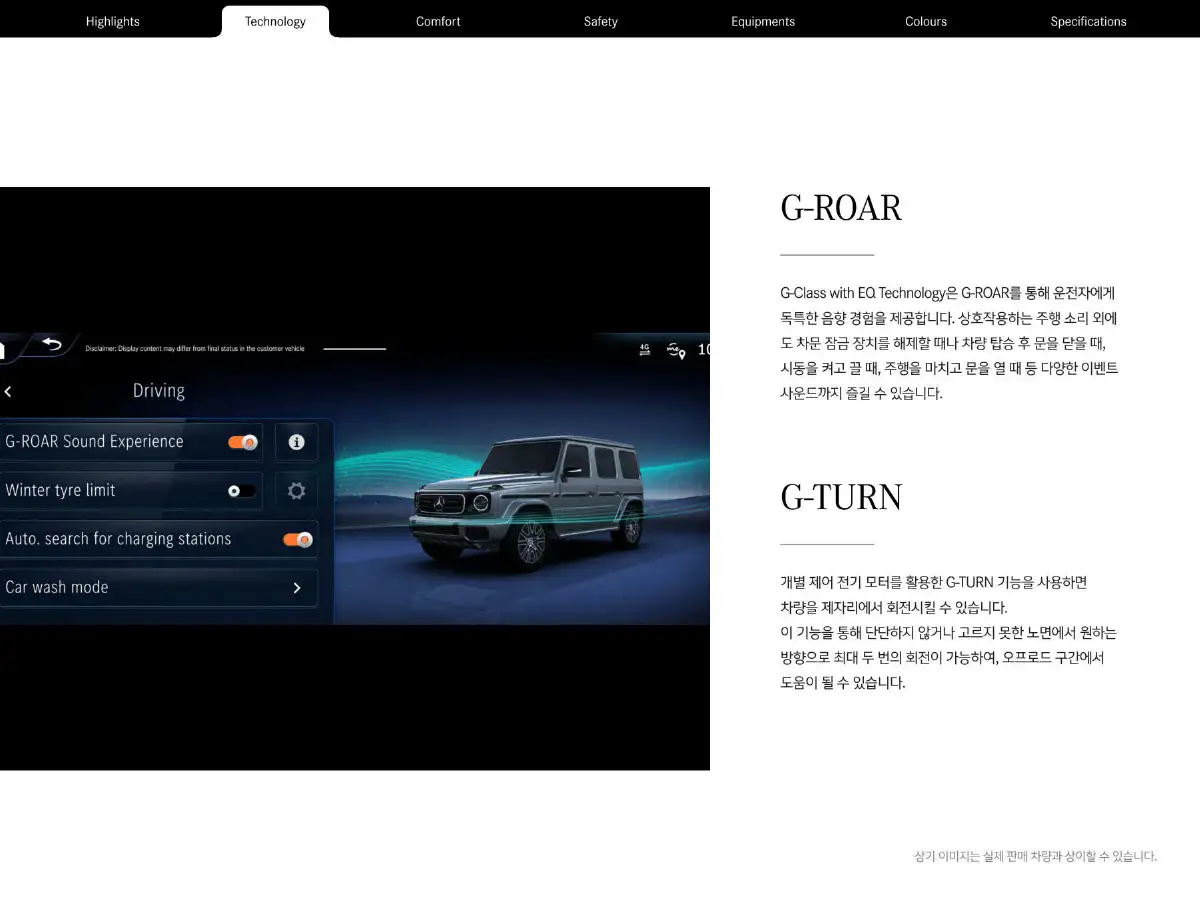 Highlights
Technology
Comfort
Safety
Equipments
Colours
Specifications
Disclaimer: Display content may differ from final status in the customer vehicle
4G
me
10
Driving
G-ROAR Sound Experience
Winter tyre limit
Auto. search for charging stations
Car wash mode
G-ROAR
G-Class with EQ Technology은 G-ROAR를 통해 운전자에게
독특한 음향 경험을 제공합니다. 상호작용하는 주행 소리 외에
도 차문 잠금 장치를 해제할 때나 차량 탑승 후 문을 닫을 때,
시동을 켜고 끌 때, 주행을 마치고 문을 열 때 등 다양한 이벤트
사운드까지 즐길 수 있습니다.
G-TURN
개별 제어 전기 모터를 활용한 G-TURN 기능을 사용하면
차량을 제자리에서 회전시킬 수 있습니다.
이 기능을 통해 단단하지 않거나 고르지 못한 노면에서 원하는
방향으로 최대 두 번의 회전이 가능하여, 오프로드 구간에서
도움이 될 수 있습니다.
상기 이미지는 실제 판매 차량과 상이할 수 있습니다.